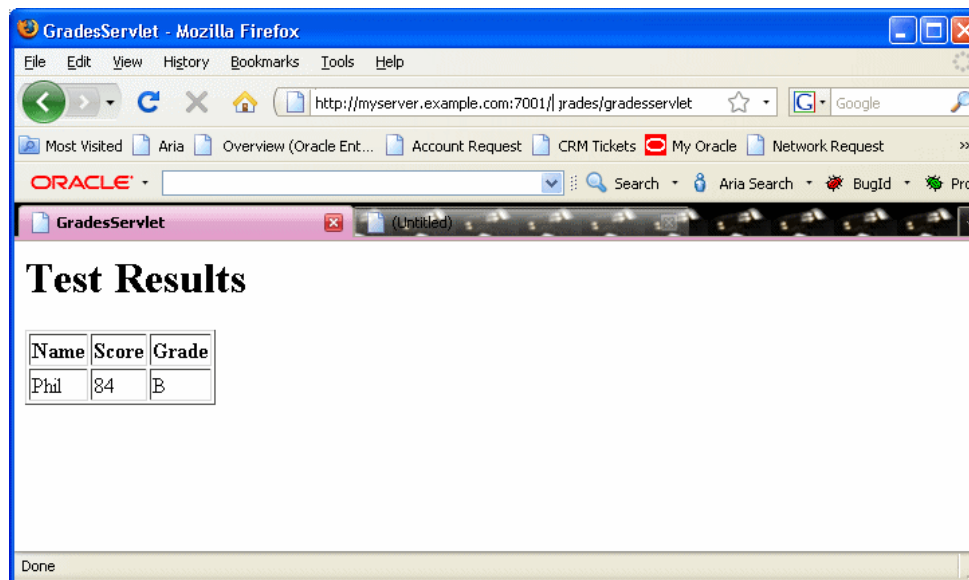 GradesServlet - Mozilla Firefox
File Edit View History Bookmarks Tools Help
http://myserver.example.com:7001/ grades/gradesservlet G Google
Most Visited Aria Overview (Oracle Ent... Account Request CRM Tickets My Oracle Network Request »
ORACLE Search Aria Search BugId
GradesServlet (Untitled)
Test Results
Name Score Grade
Phil 84 B
Done